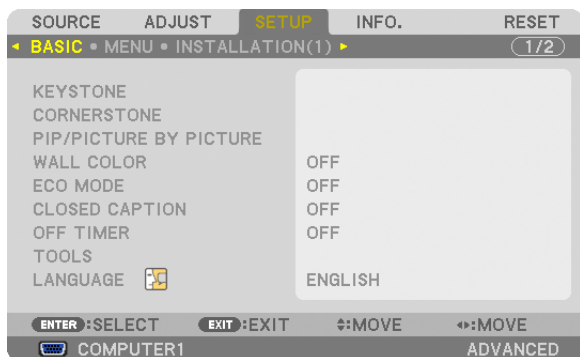 SOURCE ADJUST SETUP INFO. RESET
◄ BASIC • MENU • INSTALLATION(1) ► 1/2
KEYSTONE
CORNERSTONE
PIP/PICTURE BY PICTURE
WALL COLOR OFF
ECO MODE OFF
CLOSED CAPTION OFF
OFF TIMER OFF
TOOLS
LANGUAGE ENGLISH
ENTER :SELECT EXIT :EXIT :MOVE :MOVE
COMPUTER1 ADVANCED